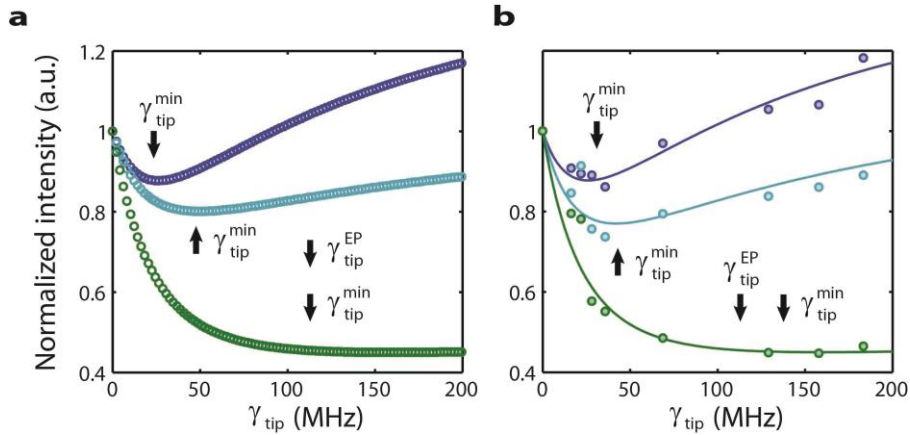 a
b
Normalized intensity (a.u.)
1.2
1
0.8
0.6
0.4
γ_tip^min
γ_tip^min
γ_tip^EP
γ_tip^min
0
50
100
150
200
γ_tip (MHz)
1.2
1
0.8
0.6
0.4
γ_tip^min
γ_tip^min
γ_tip^EP
γ_tip^min
0
50
100
150
200
γ_tip (MHz)